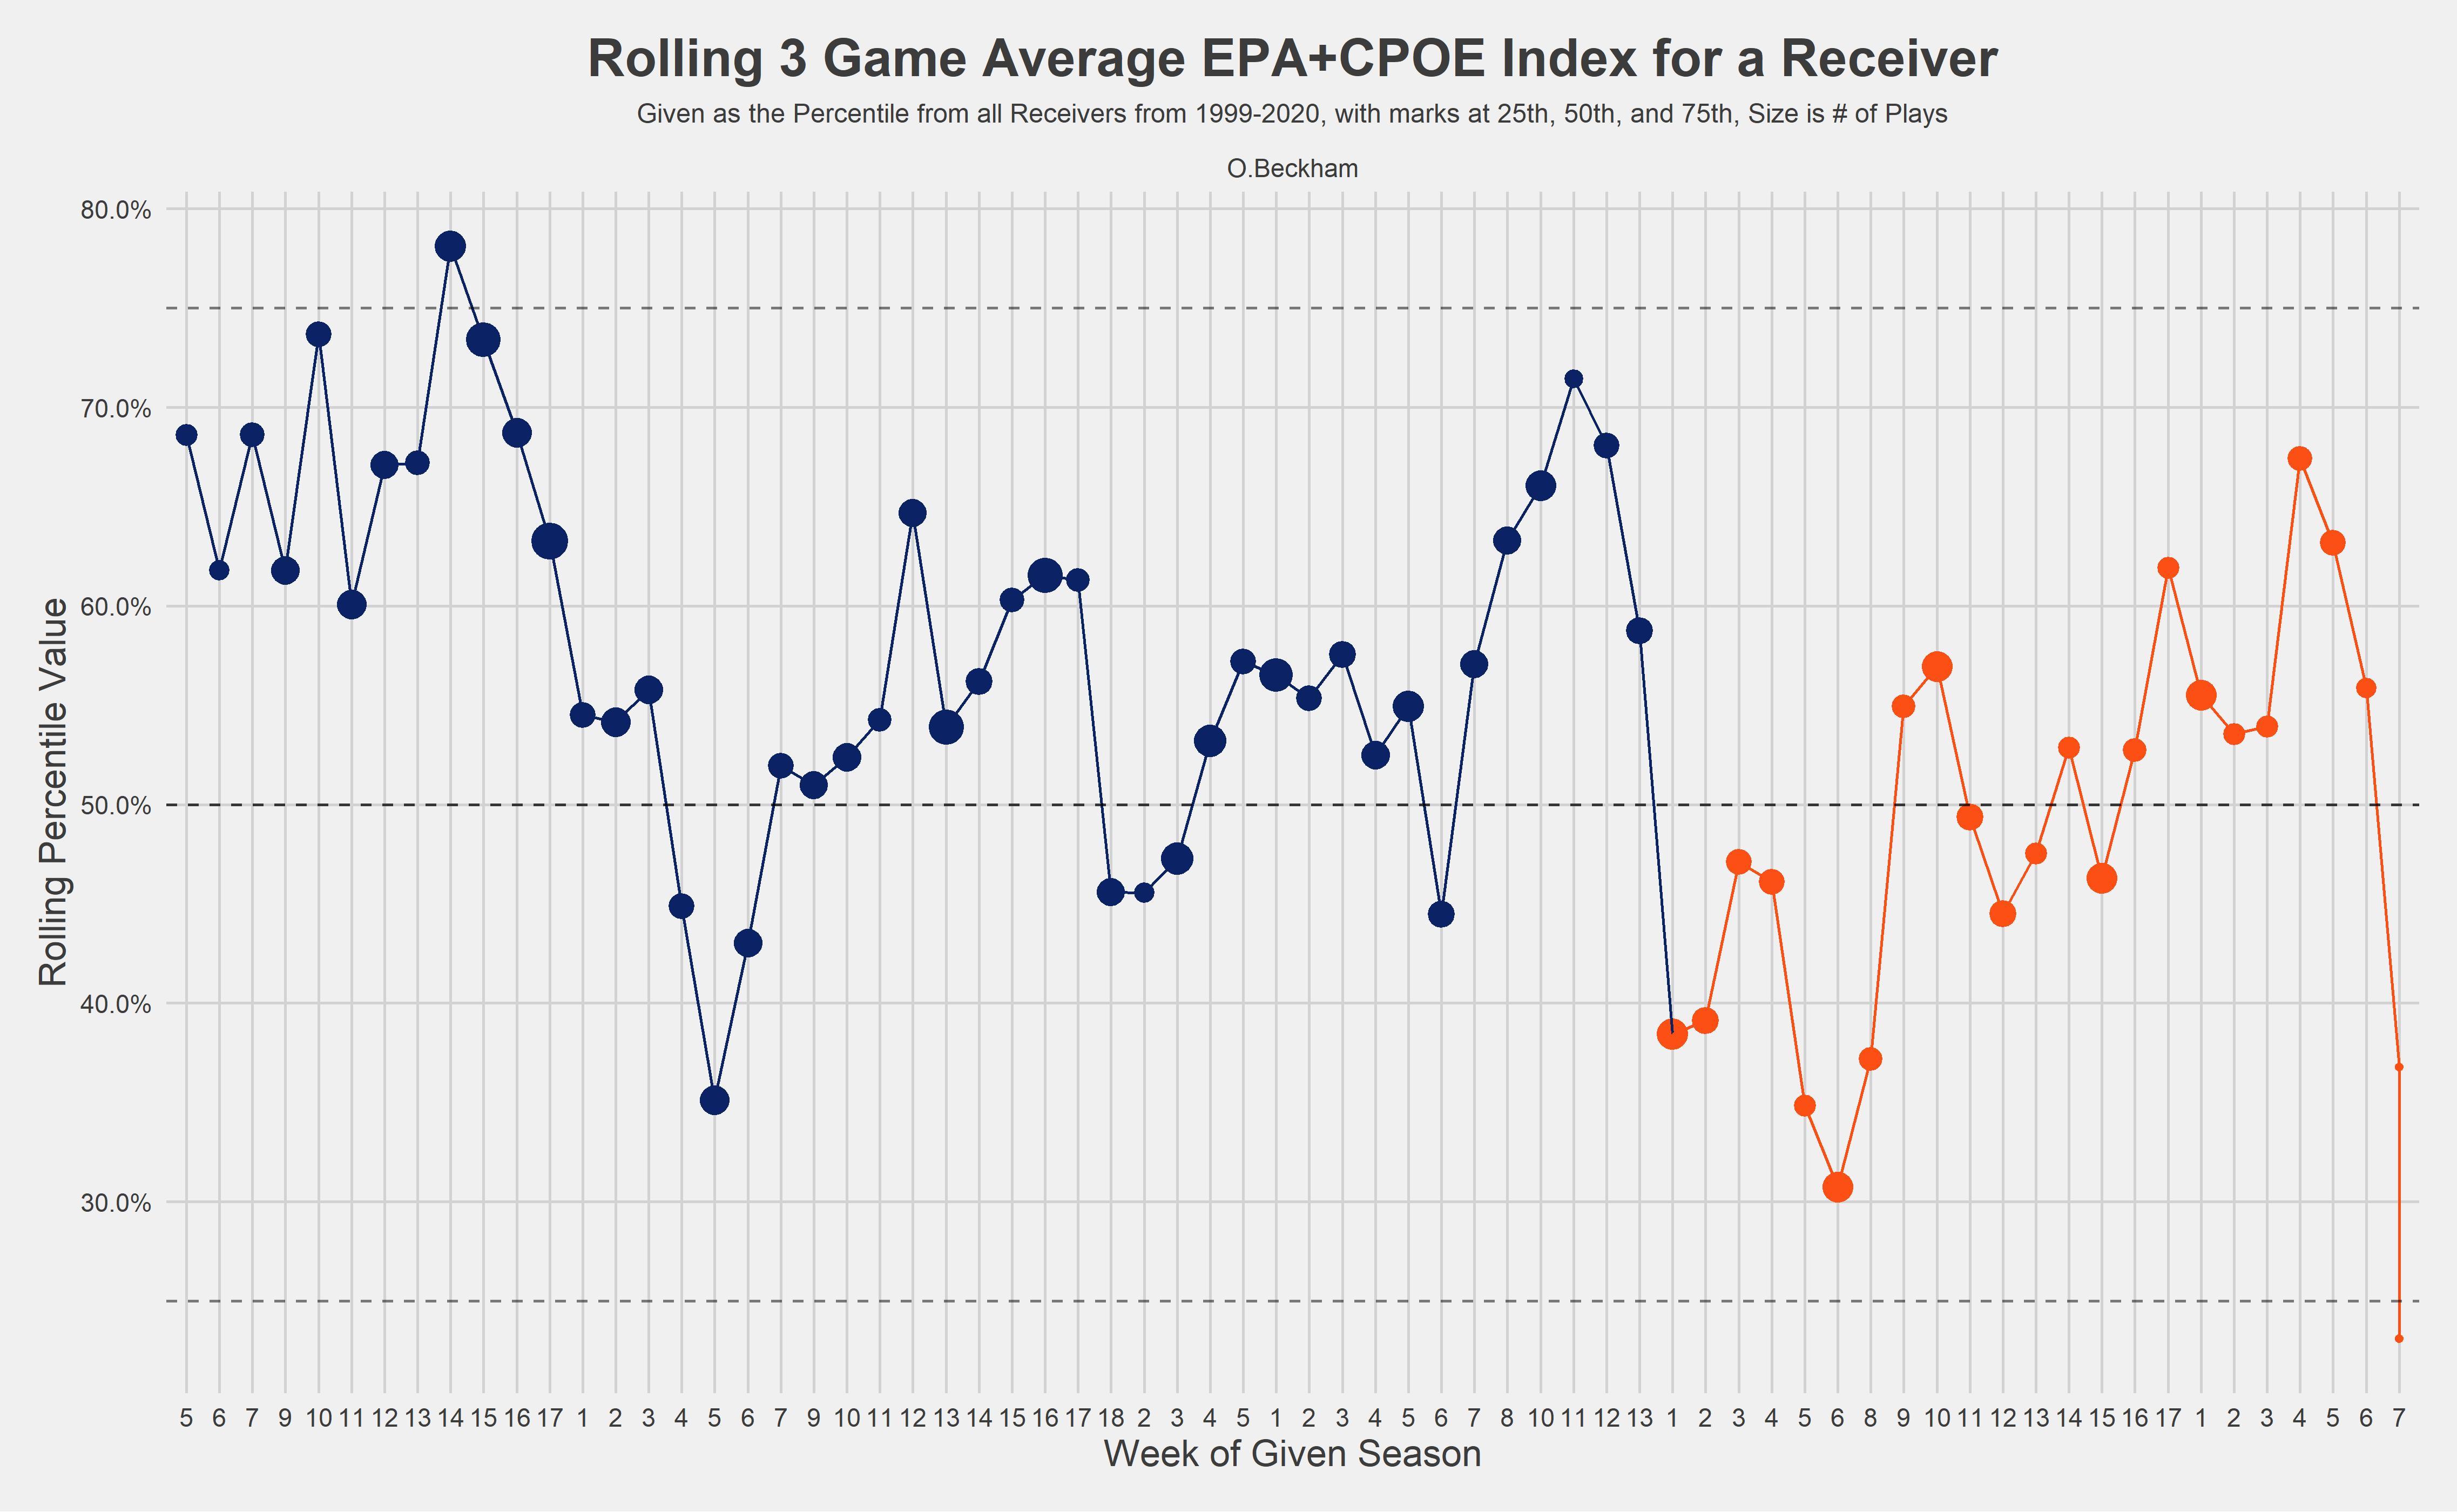 Rolling 3 Game Average EPA+CPOE Index for a Receiver
Given as the Percentile from all Receivers from 1999-2020, with marks at 25th, 50th, and 75th, Size is # of Plays
O.Beckham
80.0%
70.0%
60.0%
50.0%
40.0%
30.0%
Rolling Percentile Value
5 6 7 9 10 11 12 13 14 15 16 17 1 2 3 4 5 6 7 9 10 11 12 13 14 15 16 17 18 2 3 4 5 1 2 3 4 5 6 7 8 10 11 12 13 1 2 3 4 5 6 8 9 10 11 12 13 14 15 16 17 1 2 3 4 5 6 7
Week of Given Season